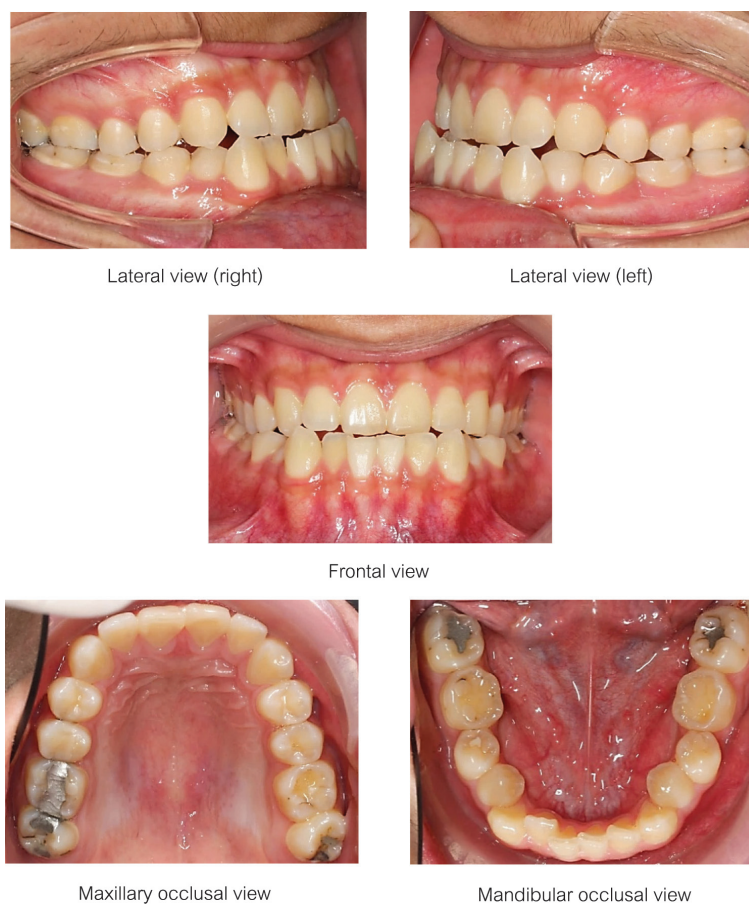 Lateral view (right)
Lateral view (left)
Frontal view
Maxillary occlusal view
Mandibular occlusal view